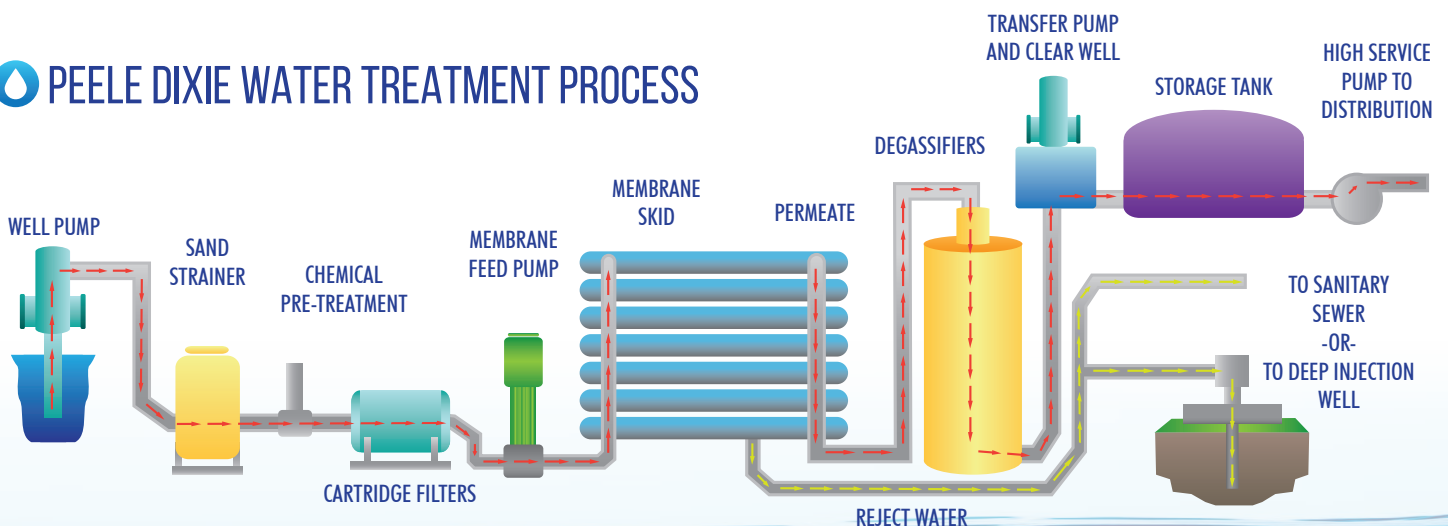 PEELE DIXIE WATER TREATMENT PROCESS
WELL PUMP
SAND
STRAINER
CHEMICAL
PRE-TREATMENT
CARTRIDGE FILTERS
MEMBRANE
FEED PUMP
MEMBRANE
SKID
PERMEATE
DEGASSIFIERS
TRANSFER PUMP
AND CLEAR WELL
STORAGE TANK
HIGH SERVICE
PUMP TO
DISTRIBUTION
TO SANITARY
SEWER
-OR-
TO DEEP INJECTION
WELL
REJECT WATER